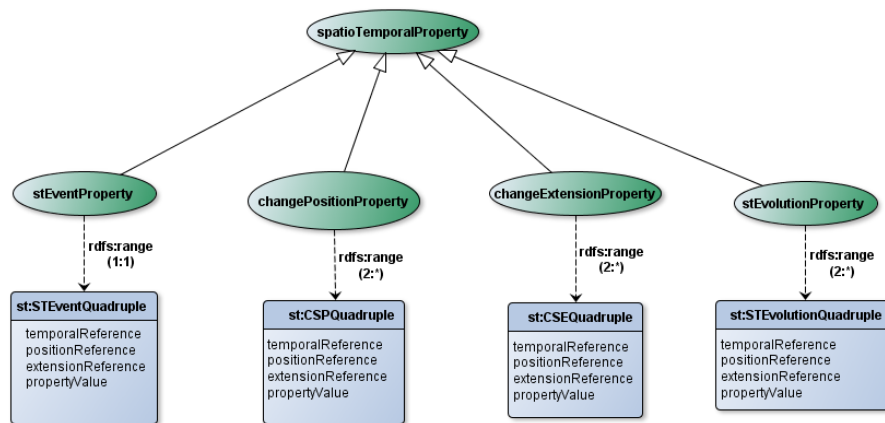 spatioTemporalProperty
stEventProperty
changePositionProperty
changeExtensionProperty
stEvolutionProperty
rdfs:range
(1:1)
rdfs:range
(2:*)
rdfs:range
(2:*)
rdfs:range
(2:*)
st:STEventQuadruple
temporalReference
positionReference
extensionReference
propertyValue
st:CSPQuadruple
temporalReference
positionReference
extensionReference
propertyValue
st:CSEQuadruple
temporalReference
positionReference
extensionReference
propertyValue
st:STEvolutionQuadruple
temporalReference
positionReference
extensionReference
propertyValue